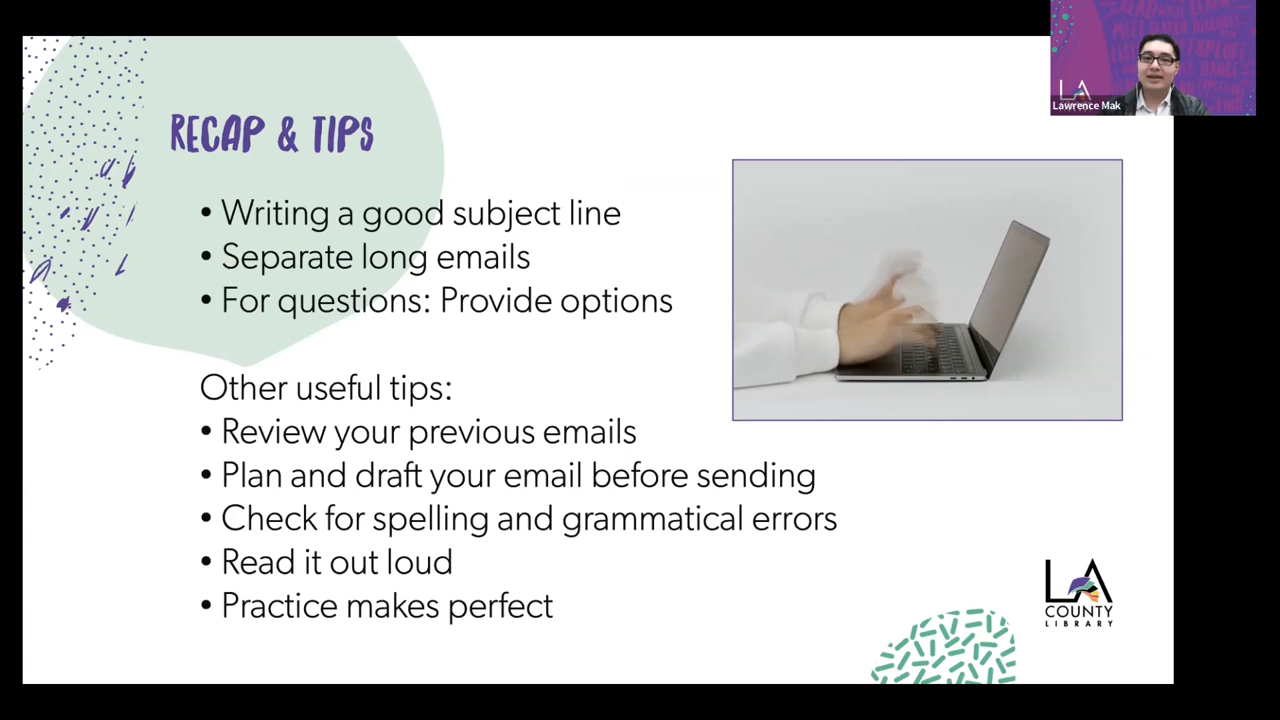 LA
Lawrence Mak
RECAP & TIPS
• Writing a good subject line
• Separate long emails
• For questions: Provide options
Other useful tips:
• Review your previous emails
• Plan and draft your email before sending
• Check for spelling and grammatical errors
• Read it out loud
• Practice makes perfect
LA
COUNTY
LIBRARY